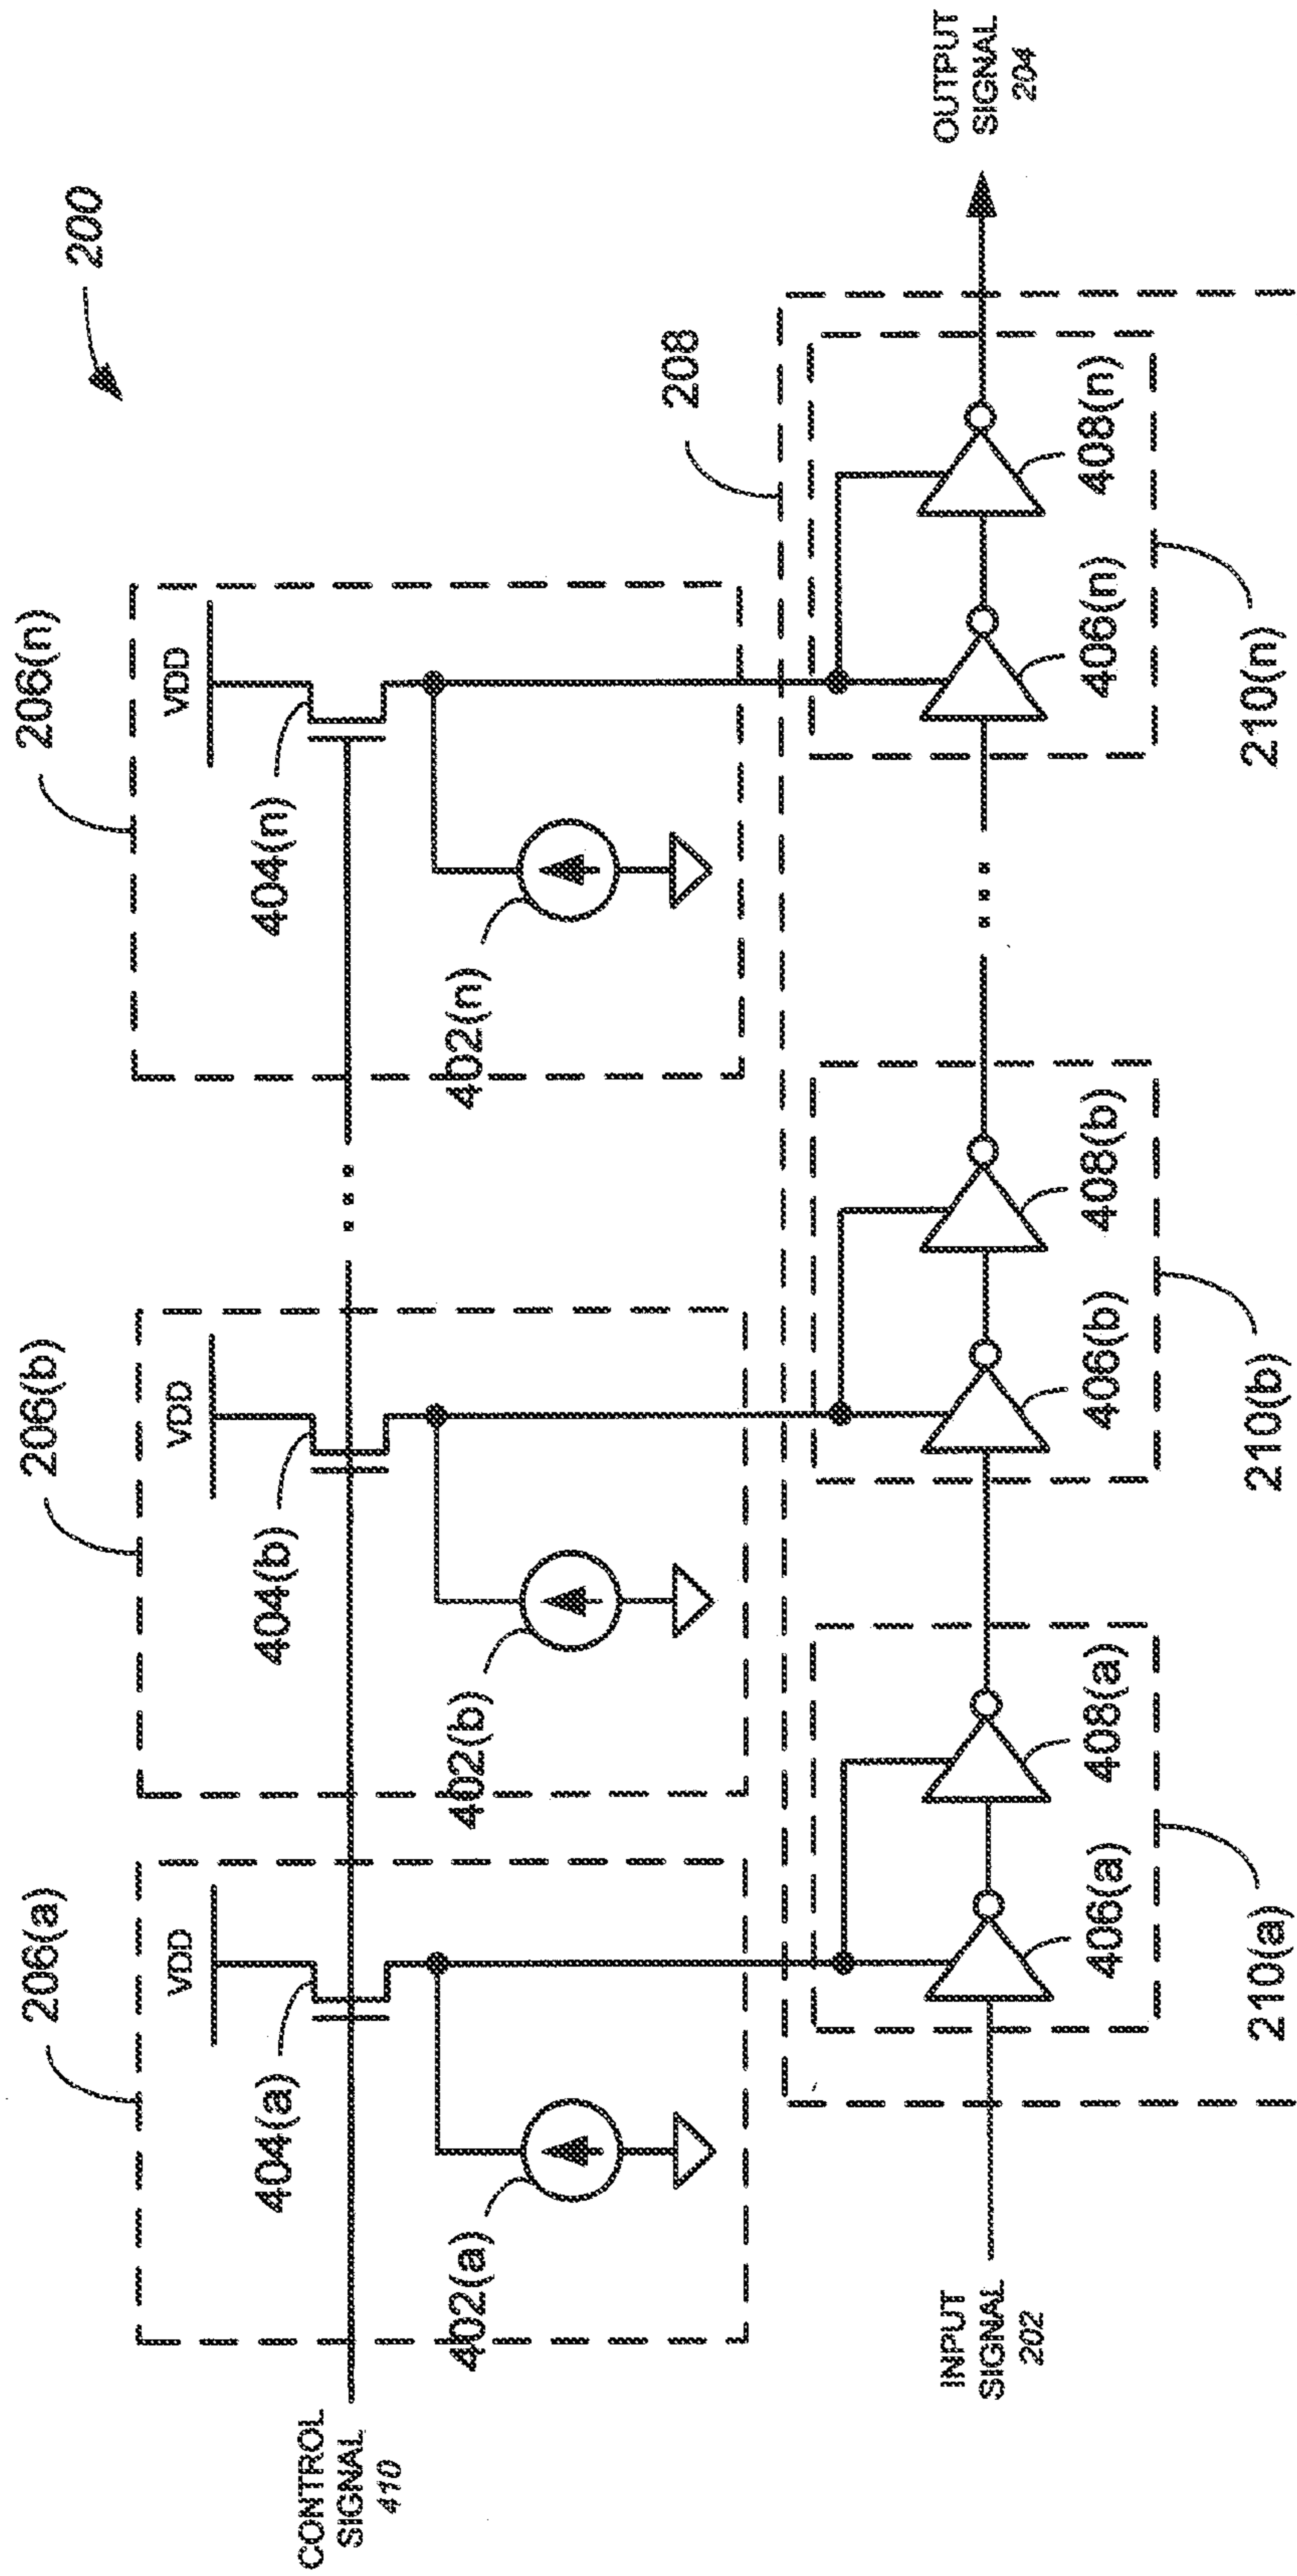 200
206(a)
206(b)
206(n)
VDD
VDD
VDD
404(a)
404(b)
404(n)
CONTROL
SIGNAL
410
402(a)
402(b)
402(n)
208
INPUT
SIGNAL
202
406(a)
408(a)
406(b)
408(b)
406(n)
408(n)
OUTPUT
SIGNAL
204
210(a)
210(b)
210(n)